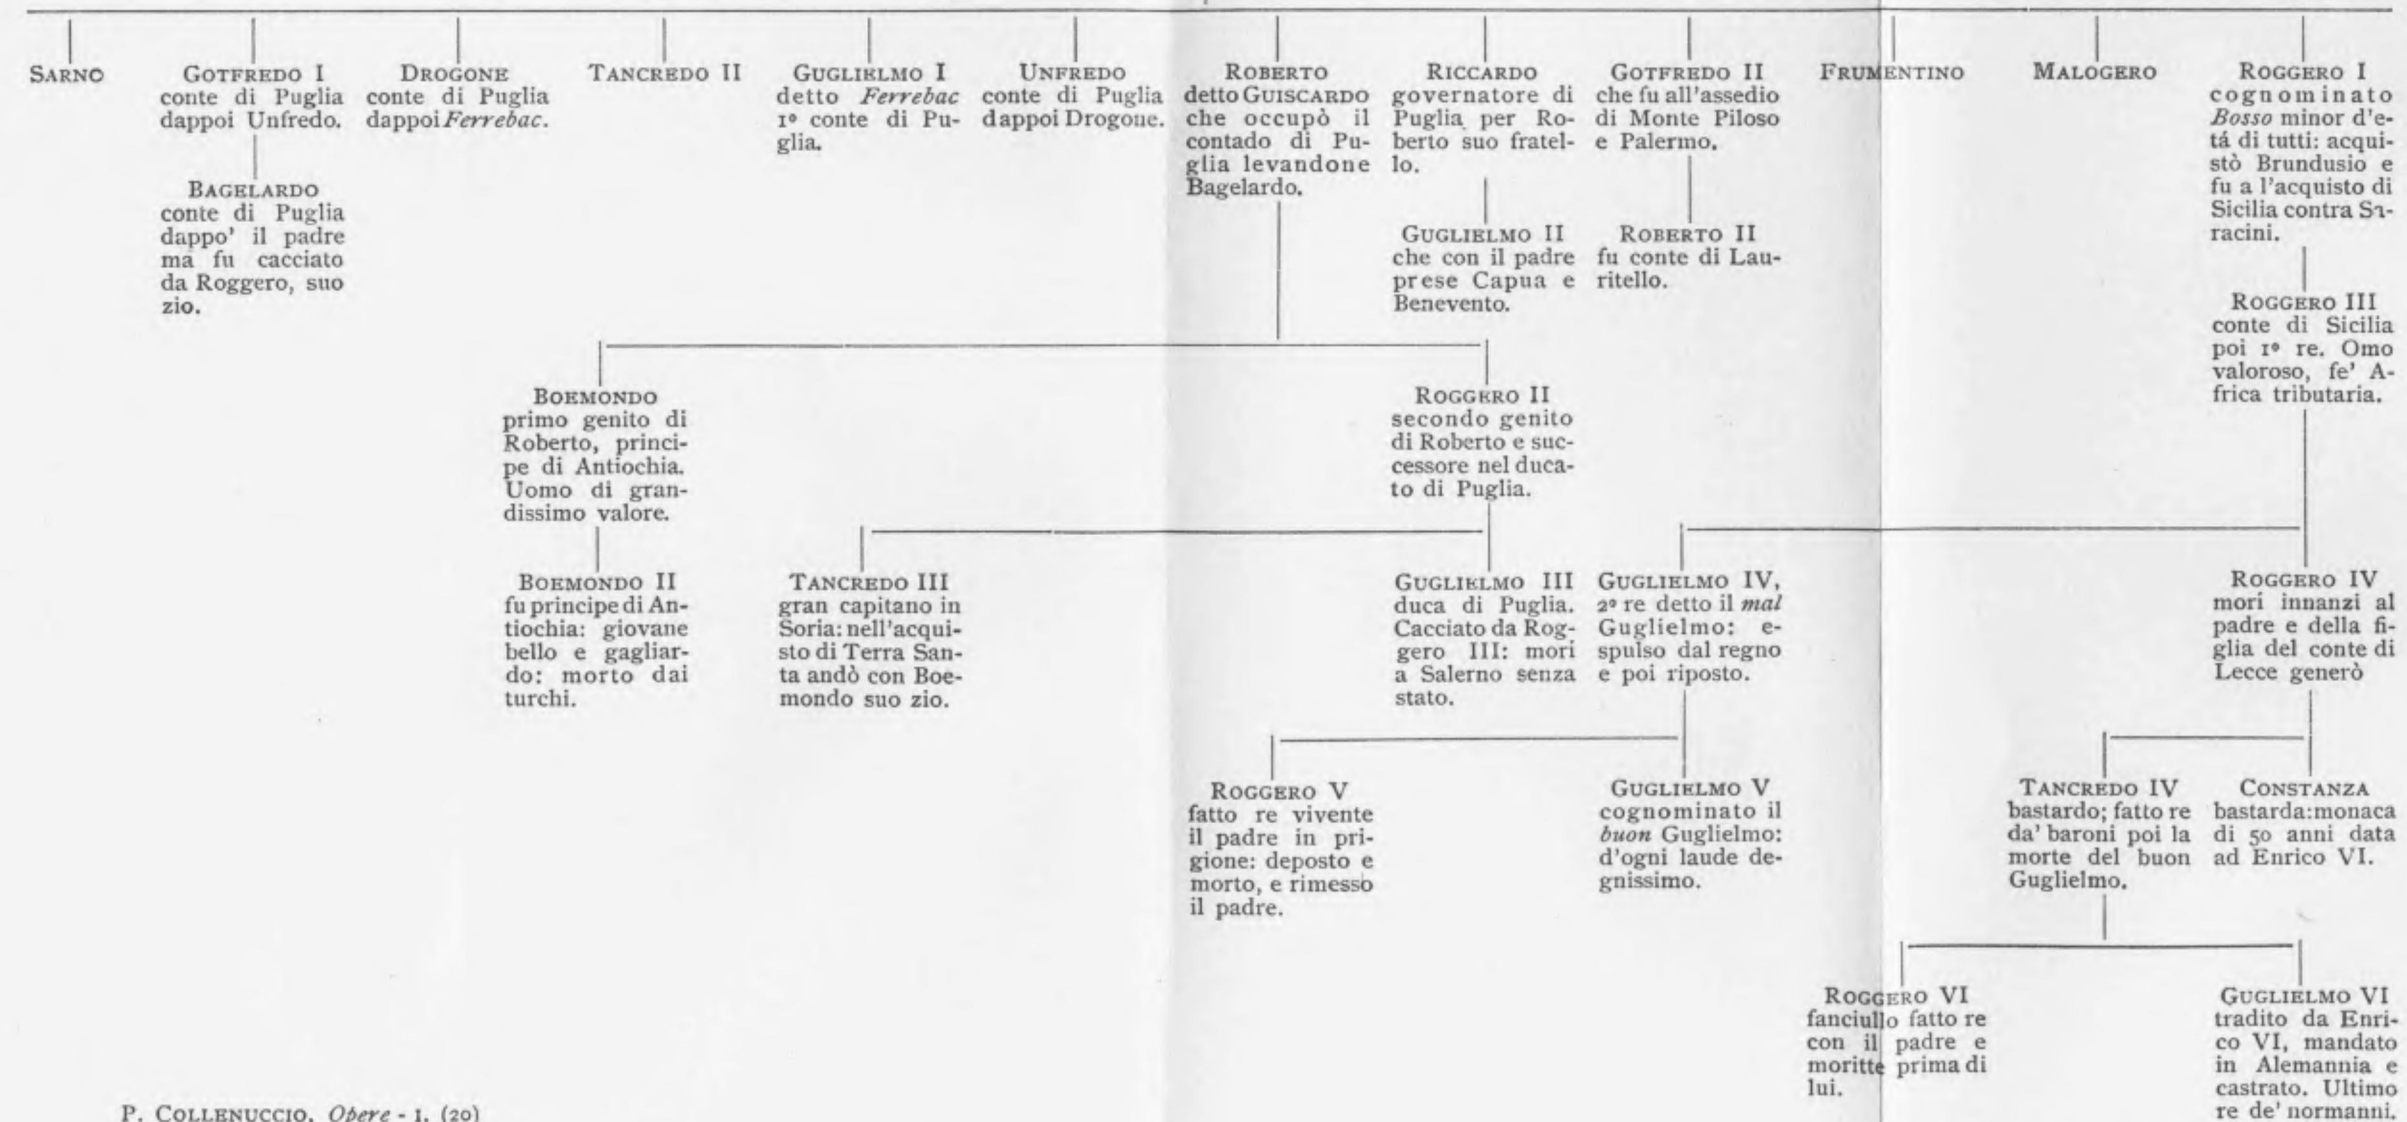 SARNO
GOTFREDO I
conte di Puglia
dappoi Unfredo.
BAGELARDO
conte di Puglia
dappo' il padre
ma fu cacciato
da Roggero, suo
zio.
DROGONE
conte di Puglia
dappoi Ferrebac.
TANCREDO II
GUGLIELMO I
detto Ferrebac
1º conte di Pu-
glia.
UNFREDO
conte di Puglia
dappoi Drogone.
ROBERTO
detto GUISCARDO
che occupò il
contado di Pu-
glia levandone
Bagelardo.
RICCARDO
governatore di
Puglia per Ro-
berto suo fratel-
lo.
GUGLIELMO II
che con il padre
prese Capua e
Benevento.
GOTFREDO II
che fu all'assedio
di Monte Piloso
e Palermo.
ROBERTO II
fu conte di Lau-
ritello.
FRUMENTINO
MALOGERO
ROGGERO I
cognominato
Bosso minor d'e-
tá di tutti: acqui-
stò Brundusio e
fu a l'acquisto di
Sicilia contra Sa-
racini.
ROGGERO III
conte di Sicilia
poi 1º re. Omo
valoroso, fe' A-
frica tributaria.
BOEMONDO
primo genito di
Roberto, princi-
pe di Antiochia.
Uomo di gran-
dissimo valore.
ROGGERO II
secondo genito
di Roberto e suc-
cessore nel duca-
to di Puglia.
BOEMONDO II
fu principe di An-
tiochia: giovane
bello e gagliar-
do: morto dai
turchi.
TANCREDO III
gran capitano in
Soria: nell'acqui-
sto di Terra San-
ta andò con Boe-
mondo suo zio.
GUGLIELMO III
duca di Puglia.
Cacciato da Rog-
gero III: mori
a Salerno senza
stato.
GUGLIELMO IV,
2º re detto il mal
Guglielmo: e-
spulso dal regno
e poi riposto.
ROGGERO IV
mori innanzi al
padre e della fi-
glia del conte di
Lecce generò
ROGGERO V
fatto re vivente
il padre in pri-
gione: deposto e
morto, e rimesso
il padre.
GUGLIELMO V
cognominato il
buon Guglielmo:
d'ogni laude de-
gnissimo.
TANCREDO IV
bastardo; fatto re
da' baroni poi la
morte del buon
Guglielmo.
CONSTANZA
bastarda: monaca
di 50 anni data
ad Enrico VI.
ROGGERO VI
fanciullo fatto re
con il padre e
moritte prima di
lui.
GUGLIELMO VI
tradito da Enri-
co VI, mandato
in Alemannia e
castrato. Ultimo
re de' normanni.
P. COLLENUCCIO, Opere - I. (20)